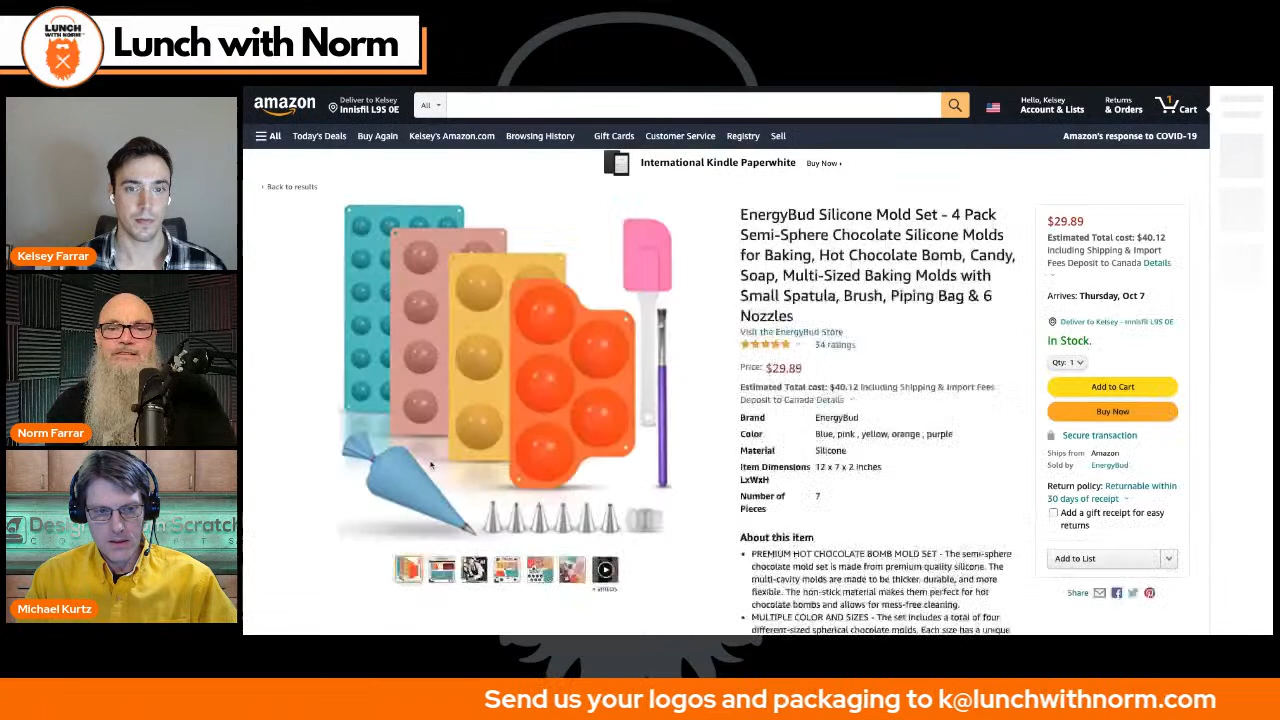 LUNCH
WITH
NORM
Lunch with Norm
Kelsey Farrar
Norm Farrar
Michael Kurtz
amazon
Deliver to Kelsey
Innisfil L9S 0E
All
Hello, Kelsey
Account & Lists
Returns
& Orders
1
Cart
All
Today's Deals
Buy Again
Kelsey's Amazon.com
Browsing History
Gift Cards
Customer Service
Registry
Sell
Amazon's response to COVID-19
International Kindle Paperwhite
Buy Now ›
‹ Back to results
EnergyBud Silicone Mold Set - 4 Pack
Semi-Sphere Chocolate Silicone Molds
for Baking, Hot Chocolate Bomb, Candy,
Soap, Multi-Sized Baking Molds with
Small Spatula, Brush, Piping Bag & 6
Nozzles
Visit the EnergyBud Store
34 ratings
Price: $29.89
Estimated Total cost: $40.12 Including Shipping & Import Fees
Deposit to Canada Details
Brand EnergyBud
Color Blue, pink , yellow, orange , purple
Material Silicone
Item Dimensions 12 x 7 x 2 inches
LxWxH
Number of 7
Pieces
About this item
• PREMIUM HOT CHOCOLATE BOMB MOLD SET - The semi-sphere
chocolate mold set is made from premium quality silicone. The
multi-cavity molds are made to be thicker, durable, and more
flexible. The non-stick material makes them perfect for hot
chocolate bombs and allows for mess-free cleaning.
• MULTIPLE COLOR AND SIZES - The set includes a total of four
different-sized spherical chocolate molds. Each size has a unique
$29.89
Estimated Total cost: $40.12
Including Shipping & Import
Fees Deposit to Canada Details
Arrives: Thursday, Oct 7
Deliver to Kelsey - Innisfil L9S 0E
In Stock.
Qty: 1
Add to Cart
Buy Now
Secure transaction
Ships from Amazon
Sold by EnergyBud
Return policy: Returnable within
30 days of receipt
Add a gift receipt for easy
returns
Add to List
Share
Send us your logos and packaging to k@lunchwithnorm.com